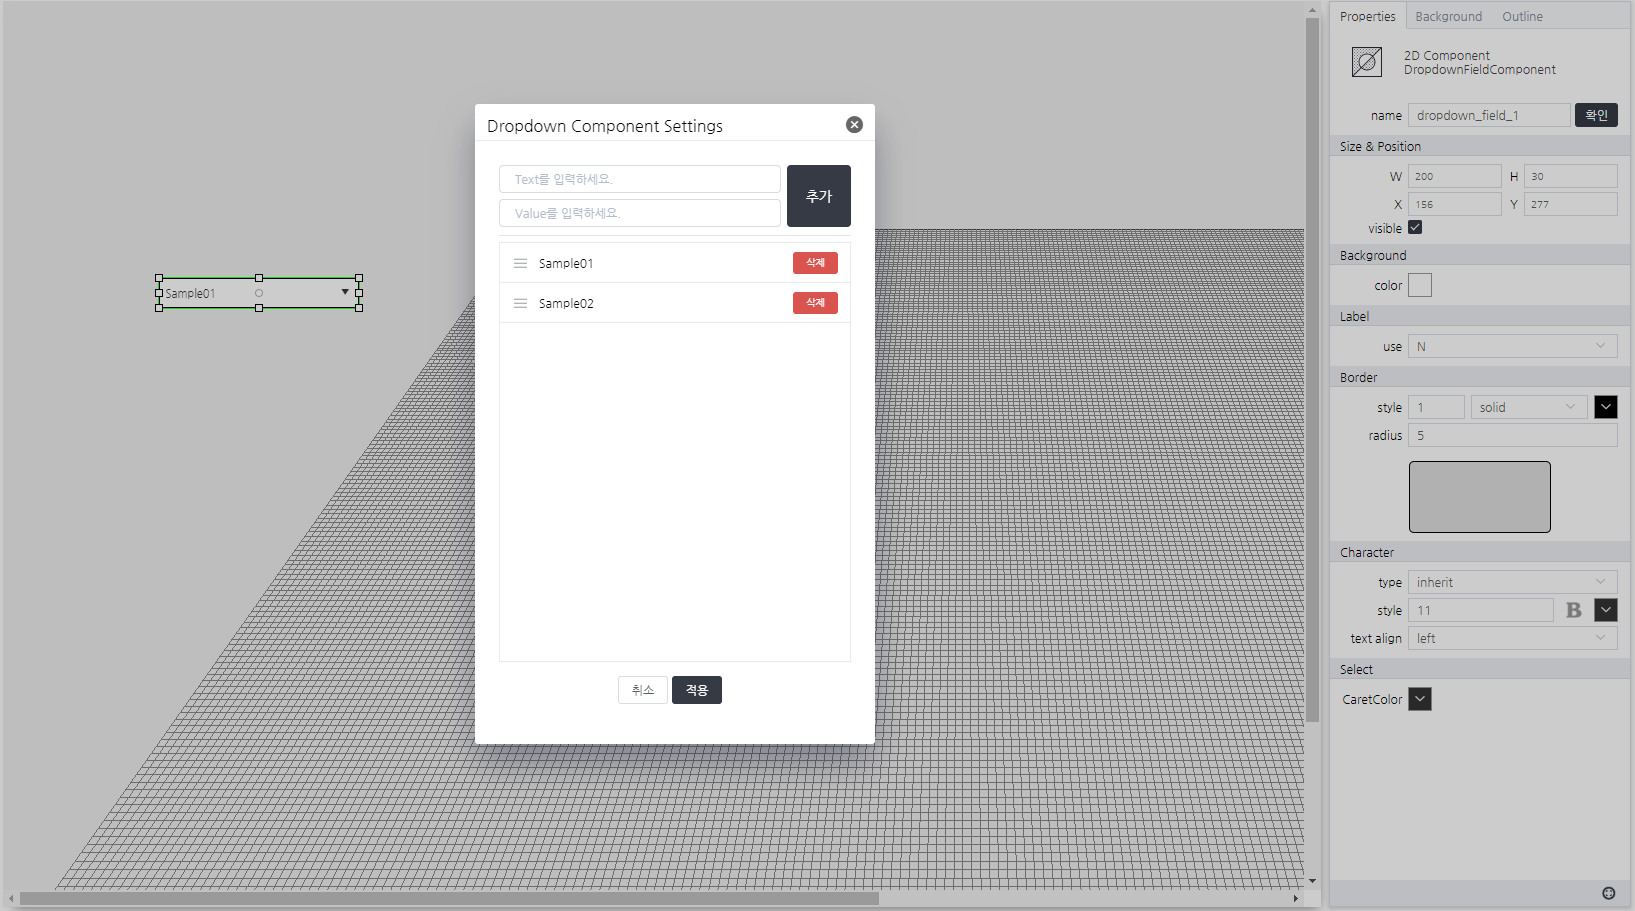 Sample01
Dropdown Component Settings
Text를 입력하세요.
Value를 입력하세요.
추가
Sample01 삭제
Sample02 삭제
취소 적용
Properties Background Outline
2D Component
DropdownFieldComponent
name dropdown_field_1 확인
Size & Position
W 200 H 30
X 156 Y 277
visible
Background
color
Label
use N
Border
style 1 solid
radius 5
Character
type inherit
style 11 B
text align left
Select
CaretColor